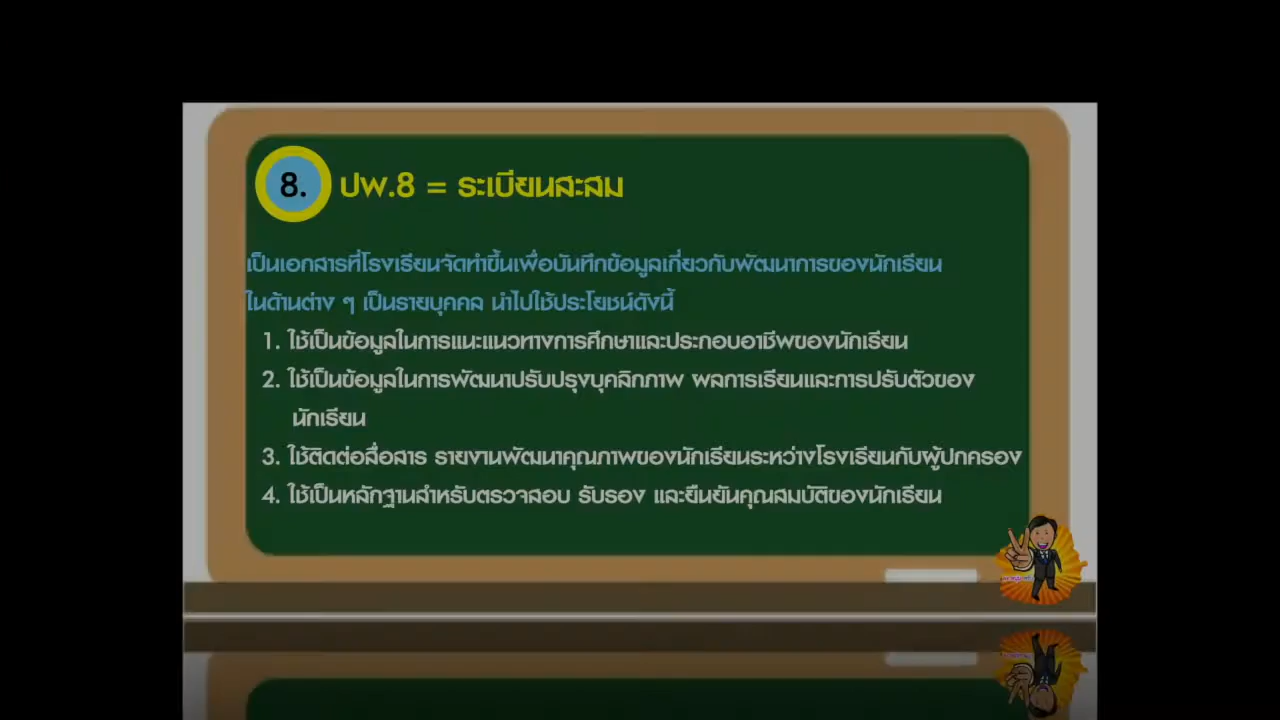 8. ปพ.8 = ระเบียนสะสม
เป็นเอกสารที่โรงเรียนจัดทำขึ้นเพื่อบันทึกข้อมูลเกี่ยวกับพัฒนาการของนักเรียน
ในด้านต่าง ๆ เป็นรายบุคคล นำไปใช้ประโยชน์ดังนี้
1. ใช้เป็นข้อมูลในการแนะแนวทางการศึกษาและประกอบอาชีพของนักเรียน
2. ใช้เป็นข้อมูลในการพัฒนาปรับปรุงบุคลิกภาพ ผลการเรียนและการปรับตัวของ
นักเรียน
3. ใช้ติดต่อสื่อสาร รายงานพัฒนาคุณภาพของนักเรียนระหว่างโรงเรียนกับผู้ปกครอง
4. ใช้เป็นหลักฐานสำหรับตรวจสอบ รับรอง และยืนยันคุณสมบัติของนักเรียน